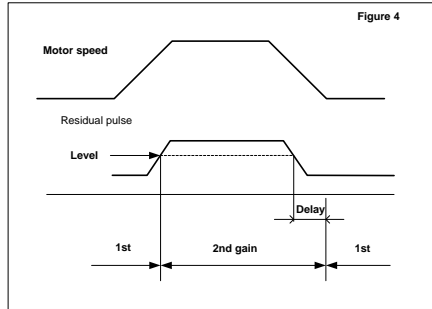 Figure 4
Motor speed
Residual pulse
Level
Delay
1st
2nd gain
1st